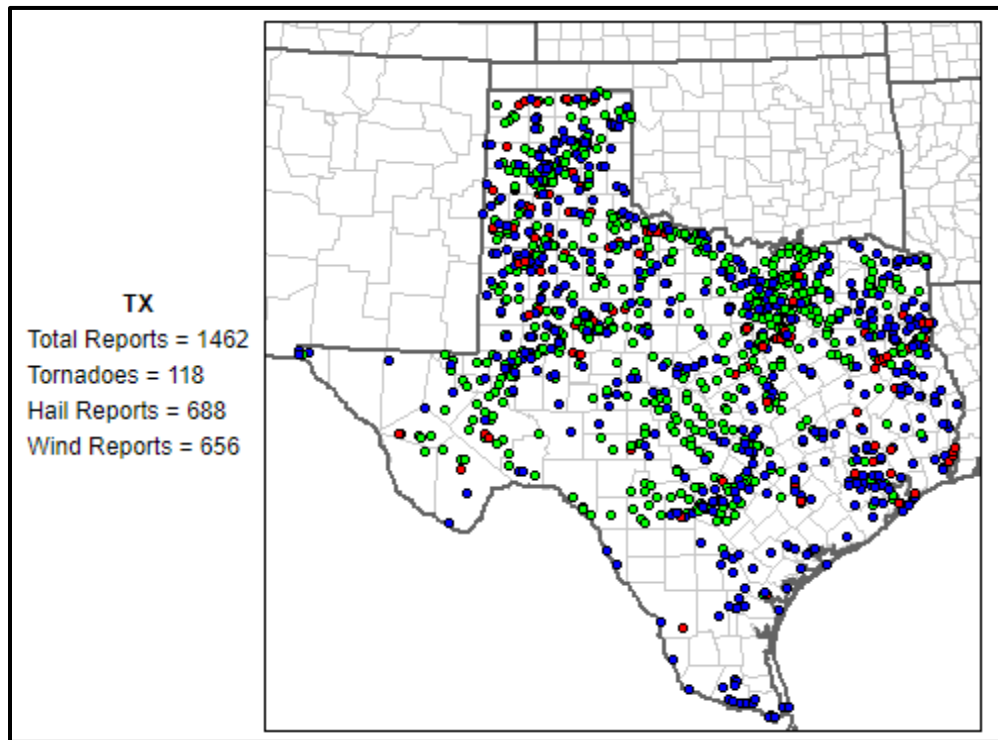 TX
Total Reports = 1462
Tornadoes = 118
Hail Reports = 688
Wind Reports = 656